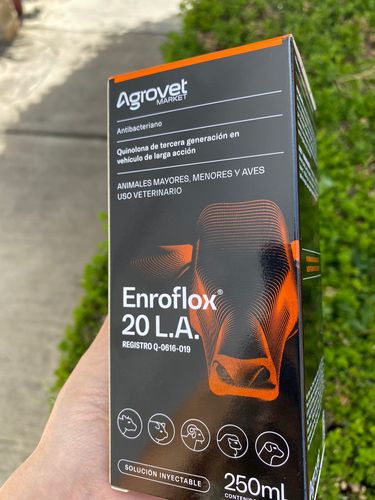 Agrovet
MARKET
Antibacteriano
Quinolona de tercera generación en
vehículo de larga acción
ANIMALES MAYORES, MENORES Y AVES
USO VETERINARIO
Enroflox®
20 L.A.
REGISTRO Q-0616-019
SOLUCIÓN INYECTABLE
250ml
CONTENIDO